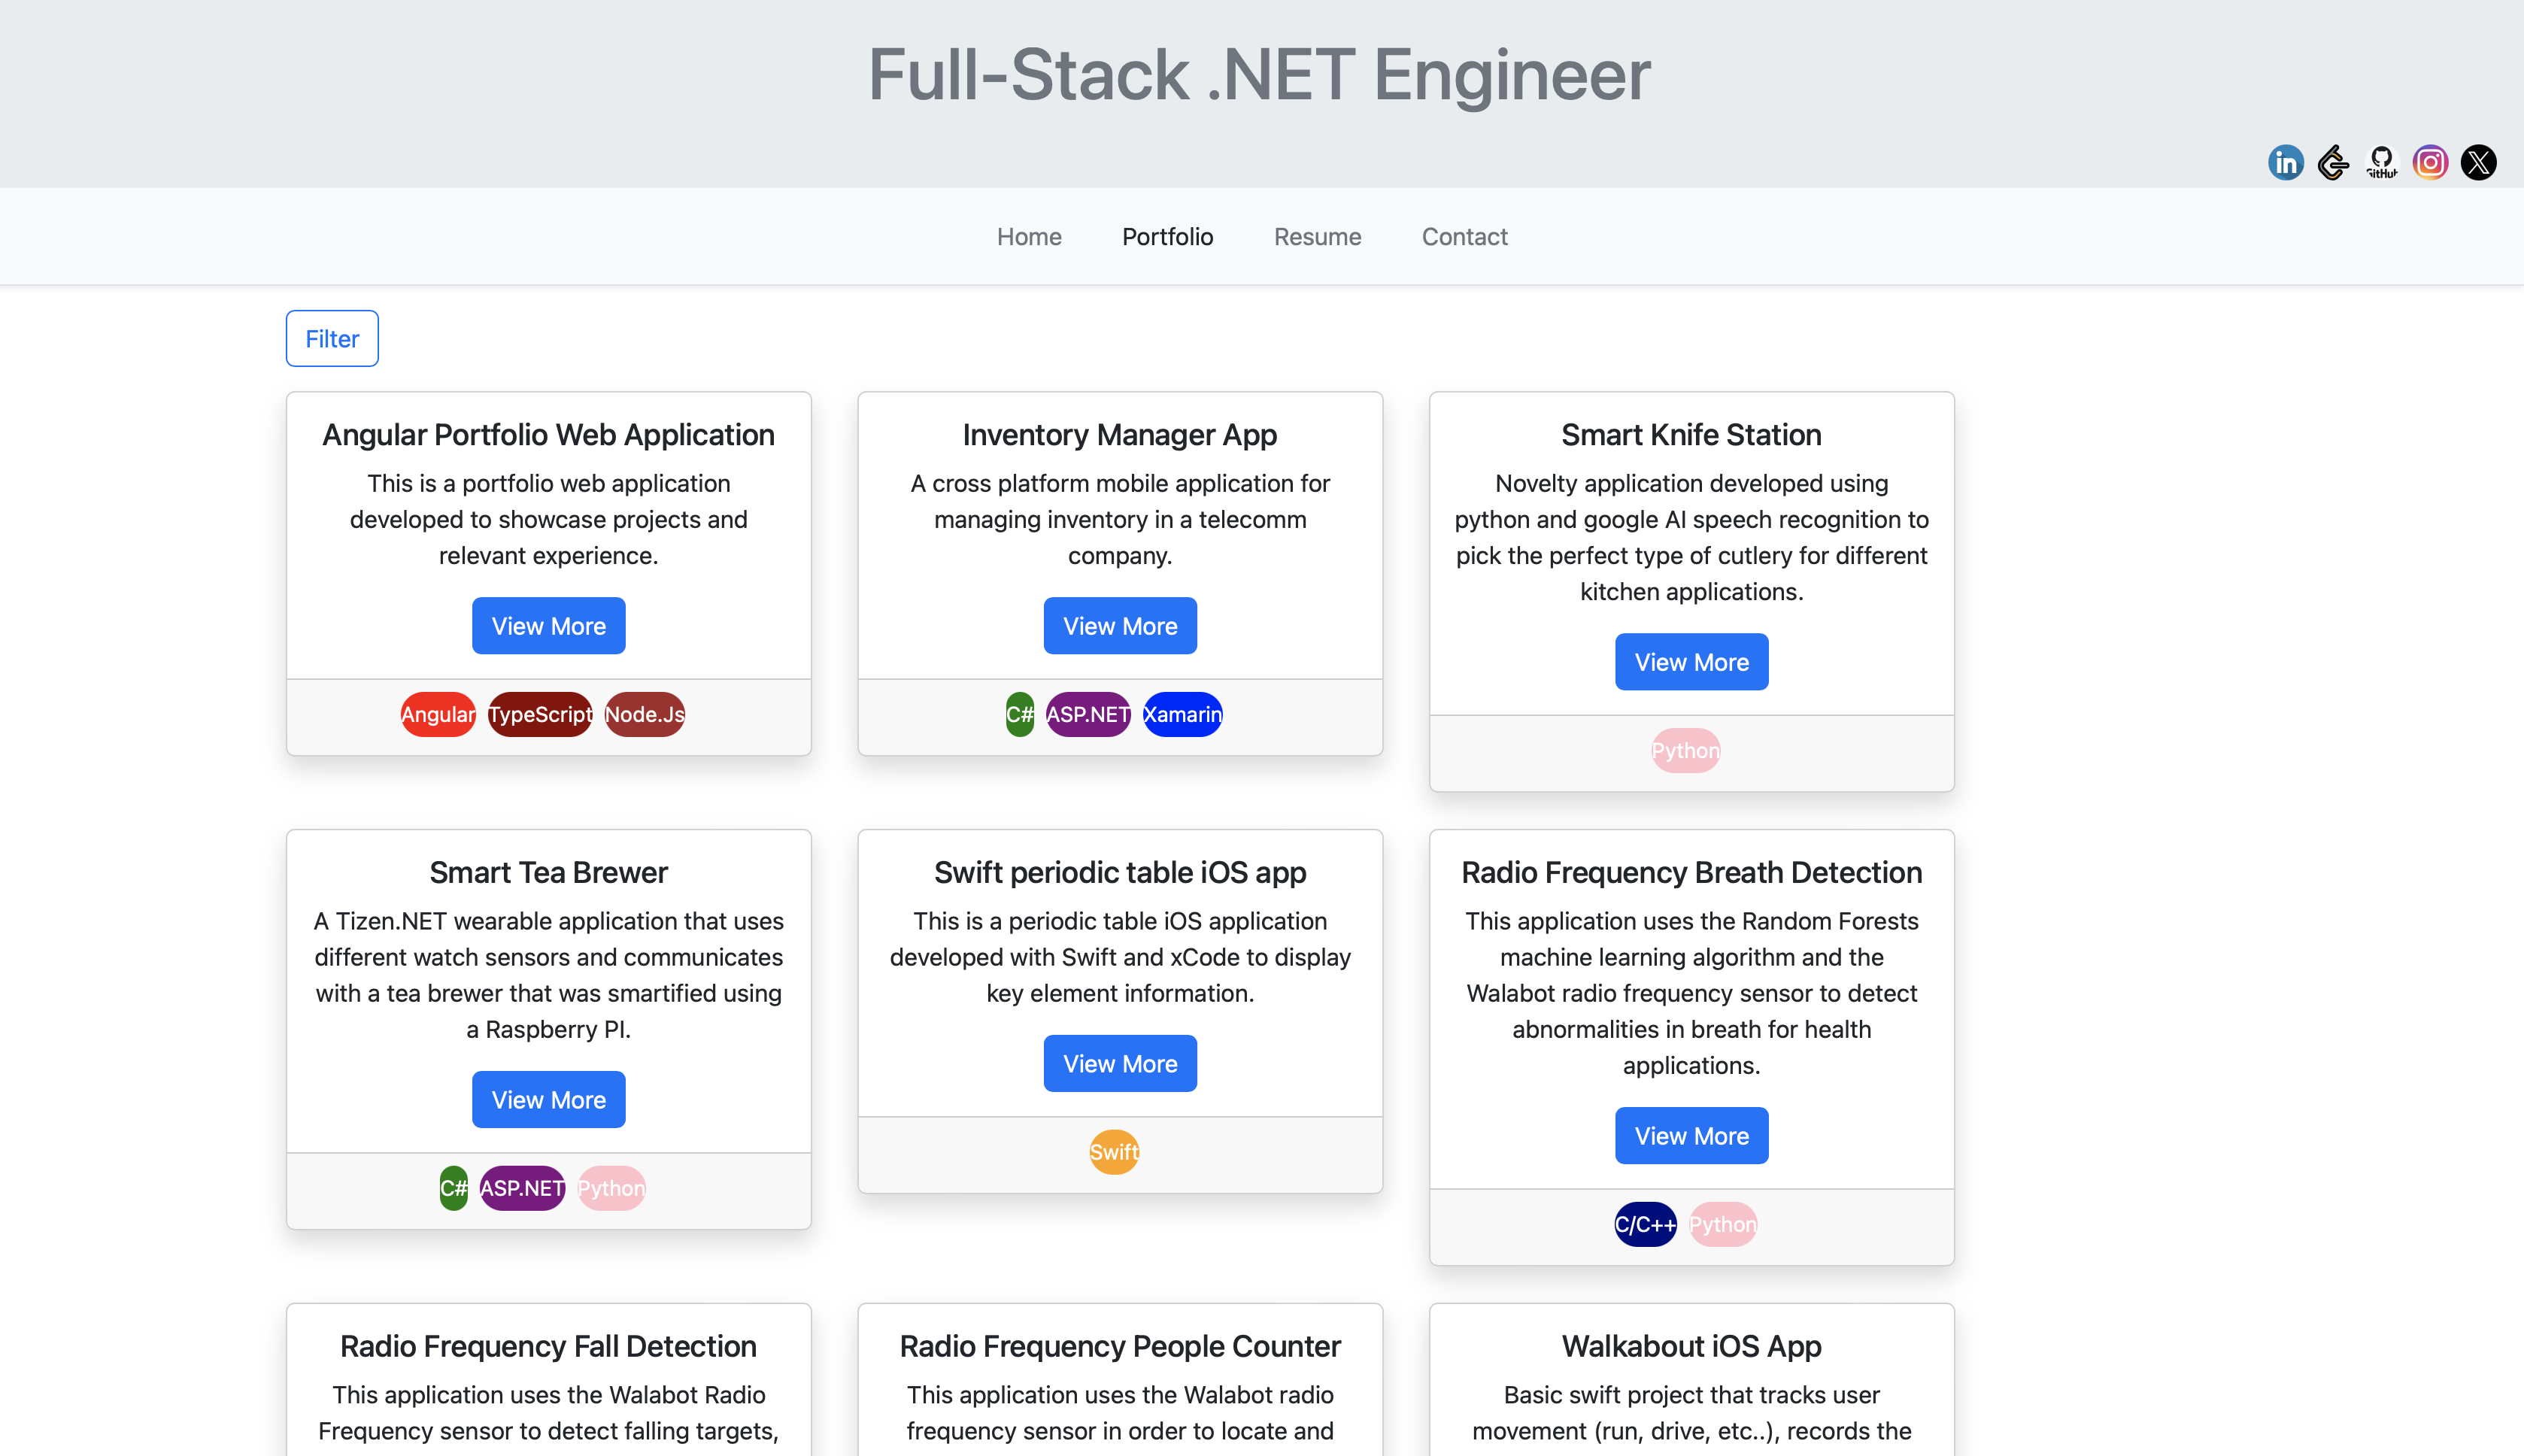 Full-Stack .NET Engineer
in
GitHub
X
Home Portfolio Resume Contact
Filter
Angular Portfolio Web Application
This is a portfolio web application
developed to showcase projects and
relevant experience.
View More
Angular TypeScript Node.Js
Inventory Manager App
A cross platform mobile application for
managing inventory in a telecomm
company.
View More
C# ASP.NET Xamarin
Smart Knife Station
Novelty application developed using
python and google AI speech recognition to
pick the perfect type of cutlery for different
kitchen applications.
View More
Python
Smart Tea Brewer
A Tizen.NET wearable application that uses
different watch sensors and communicates
with a tea brewer that was smartified using
a Raspberry PI.
View More
C# ASP.NET Python
Swift periodic table iOS app
This is a periodic table iOS application
developed with Swift and xCode to display
key element information.
View More
Swift
Radio Frequency Breath Detection
This application uses the Random Forests
machine learning algorithm and the
Walabot radio frequency sensor to detect
abnormalities in breath for health
applications.
View More
C/C++ Python
Radio Frequency Fall Detection
This application uses the Walabot Radio
Frequency sensor to detect falling targets,
Radio Frequency People Counter
This application uses the Walabot radio
frequency sensor in order to locate and
Walkabout iOS App
Basic swift project that tracks user
movement (run, drive, etc..), records the